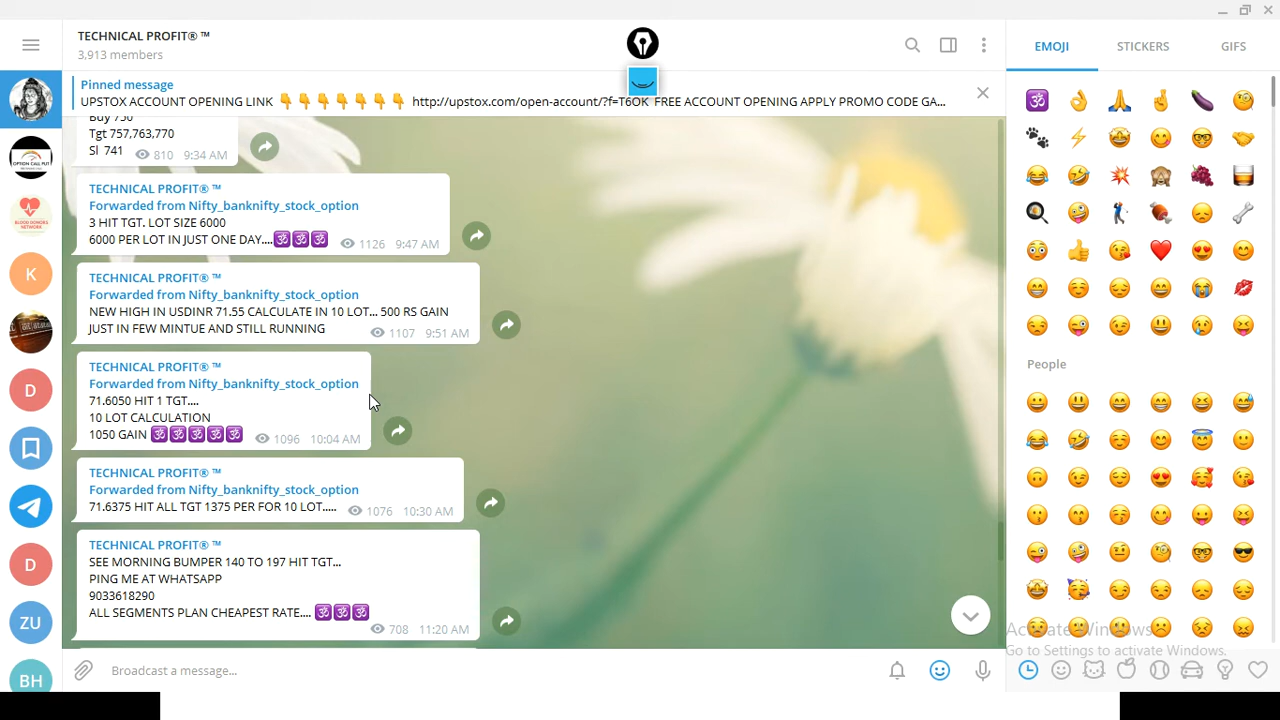 TECHNICAL PROFIT® ™
3,913 members
Pinned message
UPSTOX ACCOUNT OPENING LINK 👇👇👇👇👇👇👇 http://upstox.com/open-account/?f=T6OK FREE ACCOUNT OPENING APPLY PROMO CODE GA...
Buy 750
Tgt 757,763,770
Sl 741 810 9:34 AM
TECHNICAL PROFIT® ™
Forwarded from Nifty_banknifty_stock_option
3 HIT TGT. LOT SIZE 6000
6000 PER LOT IN JUST ONE DAY....🕉🕉🕉 1126 9:47 AM
TECHNICAL PROFIT® ™
Forwarded from Nifty_banknifty_stock_option
NEW HIGH IN USDINR 71.55 CALCULATE IN 10 LOT... 500 RS GAIN
JUST IN FEW MINTUE AND STILL RUNNING 1107 9:51 AM
TECHNICAL PROFIT® ™
Forwarded from Nifty_banknifty_stock_option
71.6050 HIT 1 TGT....
10 LOT CALCULATION
1050 GAIN 🕉🕉🕉🕉🕉 1096 10:04 AM
TECHNICAL PROFIT® ™
Forwarded from Nifty_banknifty_stock_option
71.6375 HIT ALL TGT 1375 PER FOR 10 LOT..... 1076 10:30 AM
TECHNICAL PROFIT® ™
SEE MORNING BUMPER 140 TO 197 HIT TGT...
PING ME AT WHATSAPP
9033618290
ALL SEGMENTS PLAN CHEAPEST RATE.... 🕉🕉🕉
708 11:20 AM
Broadcast a message...
K
D
D
ZU
BH
EMOJI STICKERS GIFS
People
Activate Windows
Go to Settings to activate Windows.